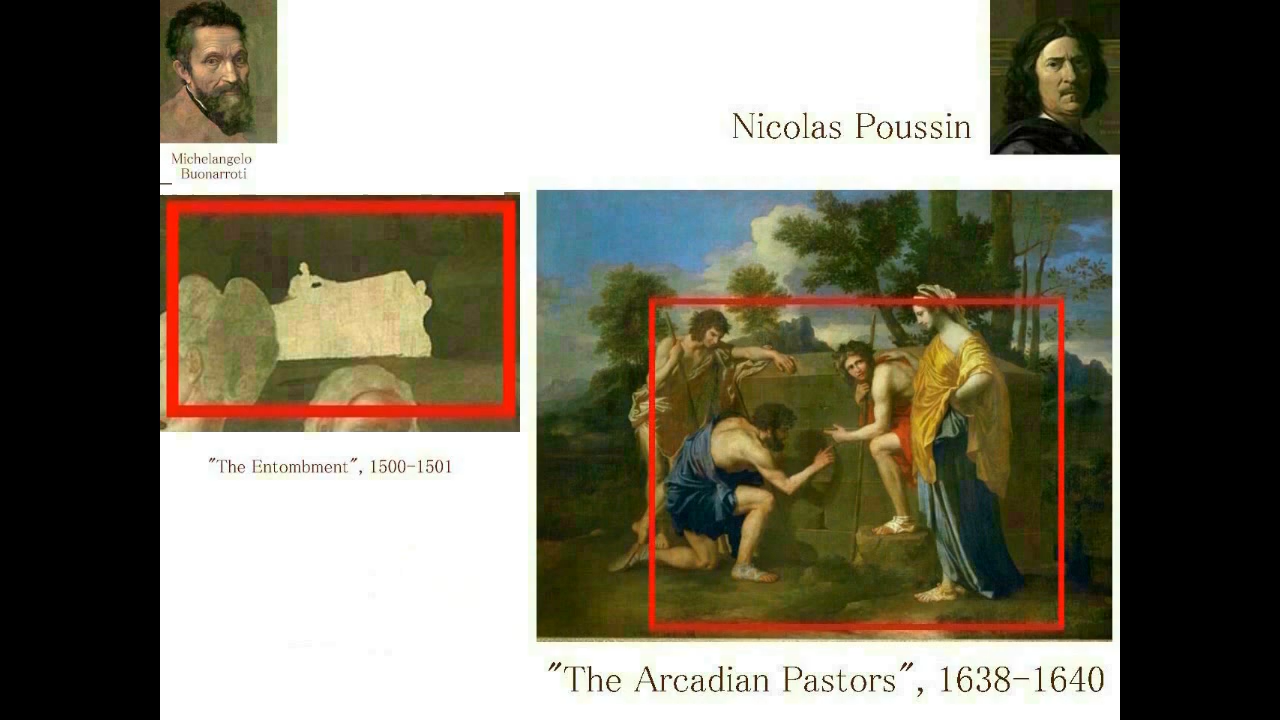 Michelangelo
Buonarroti
Nicolas Poussin
"The Entombment", 1500-1501
"The Arcadian Pastors", 1638-1640